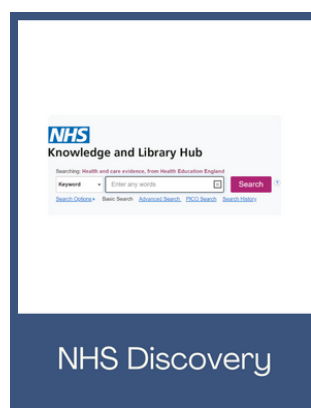 NHS
Knowledge and Library Hub
Searching: Health and care evidence, from Health Education England
Keyword Enter any words Search ?
Search Options Basic Search Advanced Search PICO Search Search History
NHS Discovery